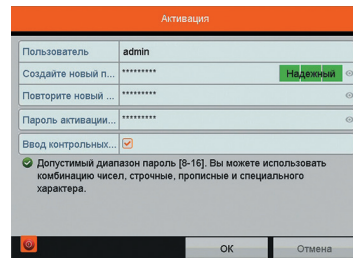 Активация
Пользователь admin
Создайте новый п... ********* Надежный
Повторите новый ... *********
Пароль активации... *********
Ввод контрольных...
Допустимый диапазон пароль [8-16]. Вы можете использовать
комбинацию чисел, строчные, прописные и специального
характера.
ОК Отмена